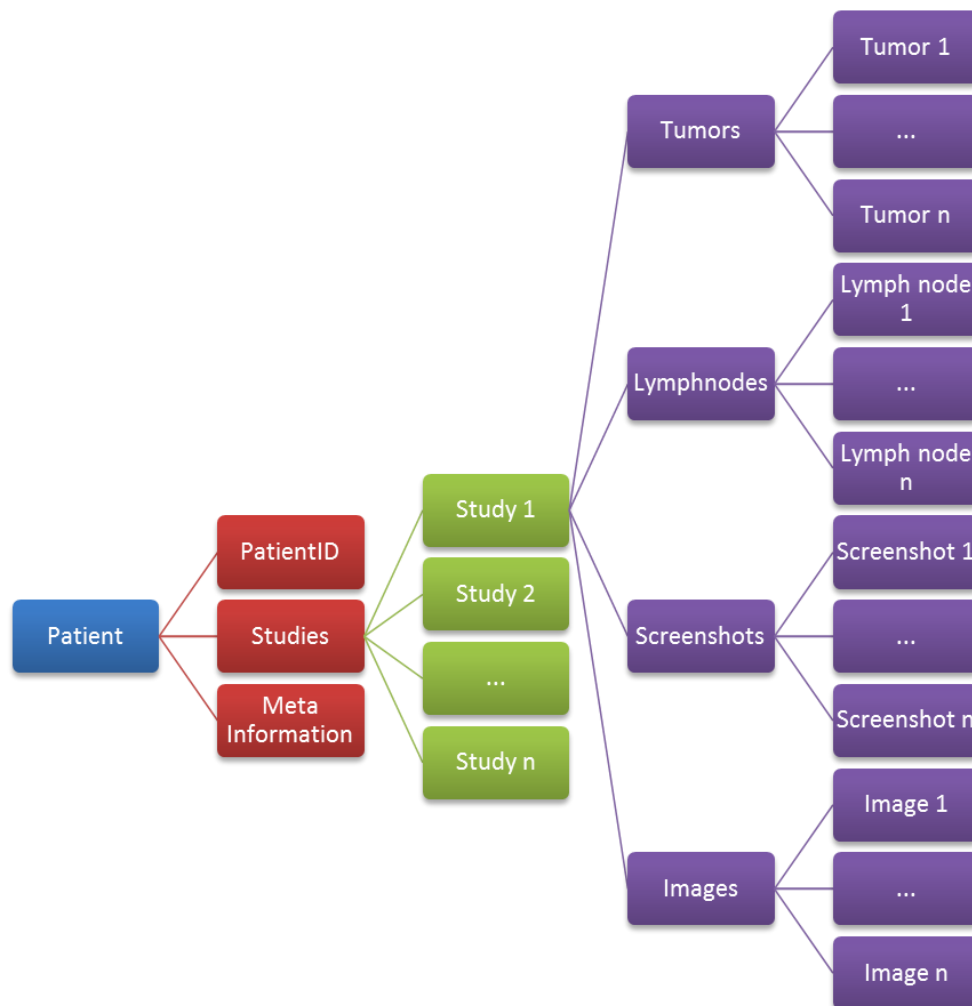 Patient
PatientID
Studies
Meta
Information
Study 1
Study 2
...
Study n
Tumors
Tumor 1
...
Tumor n
Lymphnodes
Lymph node
1
...
Lymph node
n
Screenshots
Screenshot 1
...
Screenshot n
Images
Image 1
...
Image n